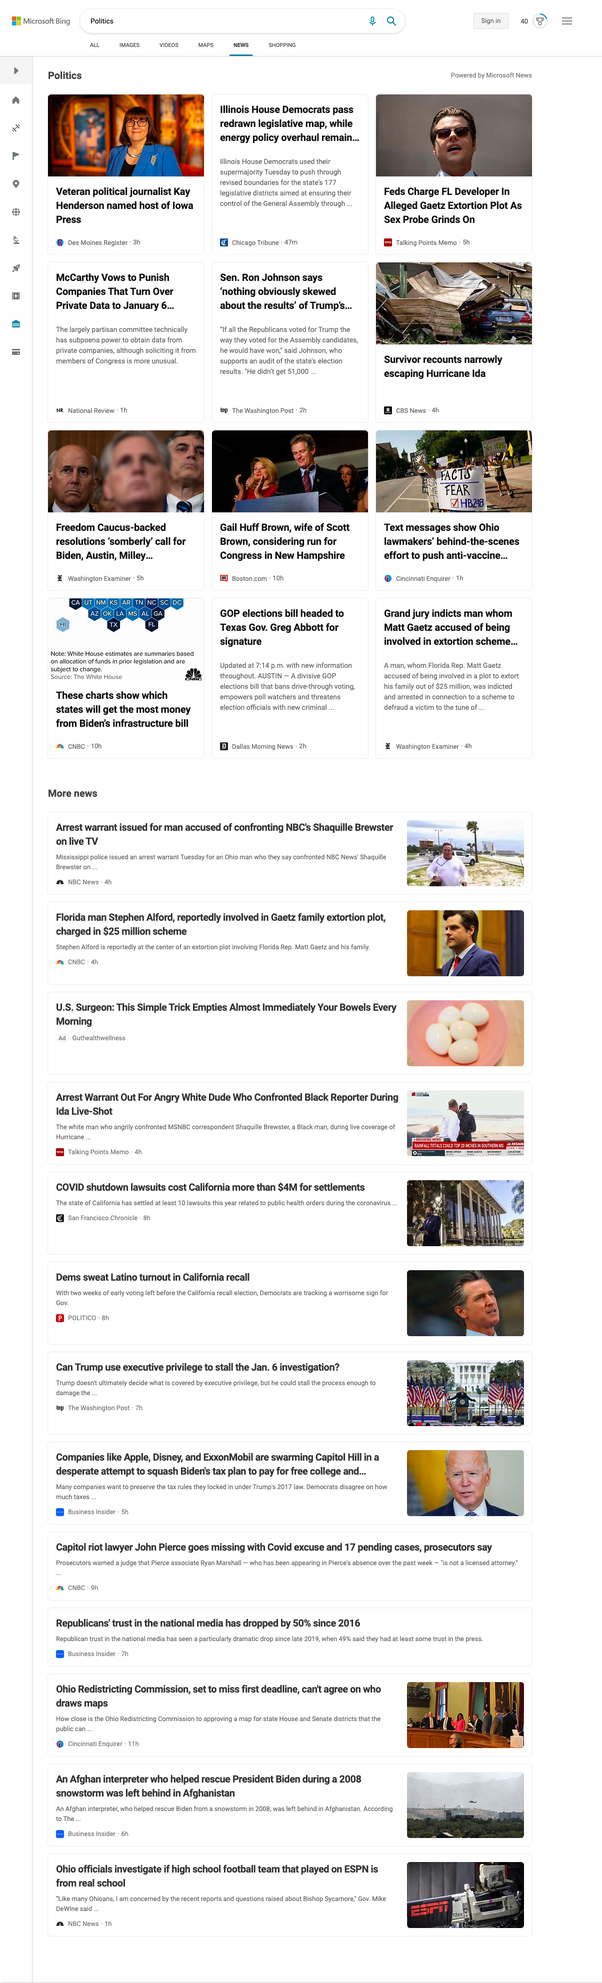 Microsoft Bing
Politics
Sign in
40
ALL
IMAGES
VIDEOS
MAPS
NEWS
SHOPPING
Politics
Powered by Microsoft News
Veteran political journalist Kay
Henderson named host of Iowa
Press
Des Moines Register · 3h
Illinois House Democrats pass
redrawn legislative map, while
energy policy overhaul remain...
Illinois House Democrats used their
supermajority Tuesday to push through
revised boundaries for the state's 177
legislative districts aimed at ensuring their
control of the General Assembly through ...
Chicago Tribune · 47m
Feds Charge FL Developer In
Alleged Gaetz Extortion Plot As
Sex Probe Grinds On
Talking Points Memo · 5h
McCarthy Vows to Punish
Companies That Turn Over
Private Data to January 6...
The largely partisan committee technically
has subpoena power to obtain data from
private companies, although soliciting it from
members of Congress is more unusual.
NR
National Review · 1h
Sen. Ron Johnson says
'nothing obviously skewed
about the results' of Trump's...
"If all the Republicans voted for Trump the
way they voted for the Assembly candidates,
he would have won," said Johnson, who
supports an audit of the state's election
results. "He didn't get 51,000 ...
wp
The Washington Post · 2h
Survivor recounts narrowly
escaping Hurricane Ida
CBS News · 4h
Freedom Caucus-backed
resolutions 'somberly' call for
Biden, Austin, Milley...
Washington Examiner · 5h
Gail Huff Brown, wife of Scott
Brown, considering run for
Congress in New Hampshire
Boston.com · 10h
FACTS
FEAR
HB248
Text messages show Ohio
lawmakers' behind-the-scenes
effort to push anti-vaccine...
Cincinnati Enquirer · 1h
CA UT NM KS AR TN NC SC DC
AZ OK LA MS AL GA
HI TX FL
Note: White House estimates are summaries based
on allocation of funds in prior legislation and are
subject to change.
Source: The White House
CNBC
These charts show which
states will get the most money
from Biden's infrastructure bill
CNBC · 10h
GOP elections bill headed to
Texas Gov. Greg Abbott for
signature
Updated at 7:14 p.m. with new information
throughout. AUSTIN — A divisive GOP
elections bill that bans drive-through voting,
empowers poll watchers and threatens
election officials with new criminal ...
Dallas Morning News · 2h
Grand jury indicts man whom
Matt Gaetz accused of being
involved in extortion scheme...
A man, whom Florida Rep. Matt Gaetz
accused of being involved in a plot to extort
his family out of $25 million, was indicted
and arrested in connection to a scheme to
defraud a victim to the tune of ...
Washington Examiner · 4h
More news
Arrest warrant issued for man accused of confronting NBC's Shaquille Brewster
on live TV
Mississippi police issued an arrest warrant Tuesday for an Ohio man who they say confronted NBC News' Shaquille
Brewster on ...
NBC News · 4h
Florida man Stephen Alford, reportedly involved in Gaetz family extortion plot,
charged in $25 million scheme
Stephen Alford is reportedly at the center of an extortion plot involving Florida Rep. Matt Gaetz and his family.
CNBC · 4h
U.S. Surgeon: This Simple Trick Empties Almost Immediately Your Bowels Every
Morning
Ad Guthealthwellness
Arrest Warrant Out For Angry White Dude Who Confronted Black Reporter During
Ida Live-Shot
The white man who angrily confronted MSNBC correspondent Shaquille Brewster, a Black man, during live coverage of
Hurricane ...
Talking Points Memo · 4h
RAINFALL TOTALS COULD TOP 20 INCHES IN SOUTHERN MS
COVID shutdown lawsuits cost California more than $4M for settlements
The state of California has settled at least 10 lawsuits this year related to public health orders during the coronavirus ...
San Francisco Chronicle · 8h
Dems sweat Latino turnout in California recall
With two weeks of early voting left before the California recall election, Democrats are tracking a worrisome sign for
Gov.
POLITICO · 8h
Can Trump use executive privilege to stall the Jan. 6 investigation?
Trump doesn't ultimately decide what is covered by executive privilege, but he could stall the process enough to
damage the ...
wp
The Washington Post · 7h
Companies like Apple, Disney, and ExxonMobil are swarming Capitol Hill in a
desperate attempt to squash Biden's tax plan to pay for free college and...
Many companies want to preserve the tax rules they locked in under Trump's 2017 law. Democrats disagree on how
much taxes ...
Business Insider · 5h
Capitol riot lawyer John Pierce goes missing with Covid excuse and 17 pending cases, prosecutors say
Prosecutors warned a judge that Pierce associate Ryan Marshall — who has been appearing in Pierce's absence over the past week — "is not a licensed attorney."
...
CNBC · 9h
Republicans' trust in the national media has dropped by 50% since 2016
Republican trust in the national media has seen a particularly dramatic drop since late 2019, when 49% said they had at least some trust in the press.
Business Insider · 7h
Ohio Redistricting Commission, set to miss first deadline, can't agree on who
draws maps
How close is the Ohio Redistricting Commission to approving a map for state House and Senate districts that the
public can ...
Cincinnati Enquirer · 11h
An Afghan interpreter who helped rescue President Biden during a 2008
snowstorm was left behind in Afghanistan
An Afghan interpreter, who helped rescue Biden from a snowstorm in 2008, was left behind in Afghanistan. According
to The ...
Business Insider · 6h
Ohio officials investigate if high school football team that played on ESPN is
from real school
"Like many Ohioans, I am concerned by the recent reports and questions raised about Bishop Sycamore," Gov. Mike
DeWine said ...
NBC News · 1h
ESPN